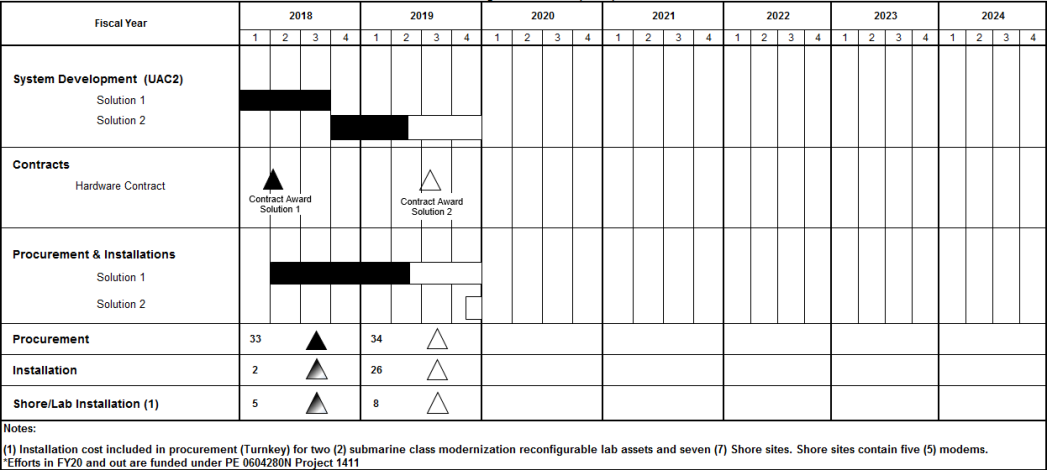 Fiscal Year 2018 2019 2020 2021 2022 2023 2024
1 2 3 4 1 2 3 4 1 2 3 4 1 2 3 4 1 2 3 4 1 2 3 4 1 2 3 4
System Development (UAC2)
Solution 1
Solution 2
Contracts
Hardware Contract
Contract Award
Solution 1
Contract Award
Solution 2
Procurement & Installations
Solution 1
Solution 2
Procurement 33 34
Installation 2 26
Shore/Lab Installation (1) 5 8
Notes:
(1) Installation cost included in procurement (Turnkey) for two (2) submarine class modernization reconfigurable lab assets and seven (7) Shore sites. Shore sites contain five (5) modems.
*Efforts in FY20 and out are funded under PE 0604280N Project 1411